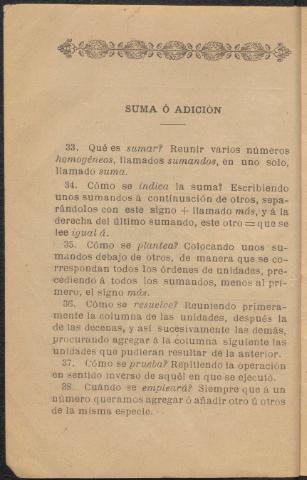 SUMA Ó ADICIÓN
33. Qué es sumar? Reunir varios números
homogéneos, llamados sumandos, en uno solo,
llamado suma.
34. Cómo se indica la suma? Escribiendo
unos sumandos á continuación de otros, sepa-
rándolos con este signo + llamado más, y á la
derecha del último sumando, este otro = que se
lee igual á.
35. Cómo se plantea? Colocando unos su-
mandos debajo de otros, de manera que se co-
rrespondan todos los órdenes de unidades, pre-
cediendo á todos los sumandos, menos al pri-
mero, el signo más.
36. Cómo se resuelve? Reuniendo primera-
mente la columna de las unidades, después la
de las decenas, y así sucesivamente las demás,
procurando agregar á la columna siguiente las
unidades que pudieran resultar de la anterior.
37. Cómo se prueba? Repitiendo la operación
en sentido inverso de aquél en que se ejecutó.
38. Cuándo se empleará? Siempre que á un
número queramos agregar ó añadir otro ú otros
de la misma especie.